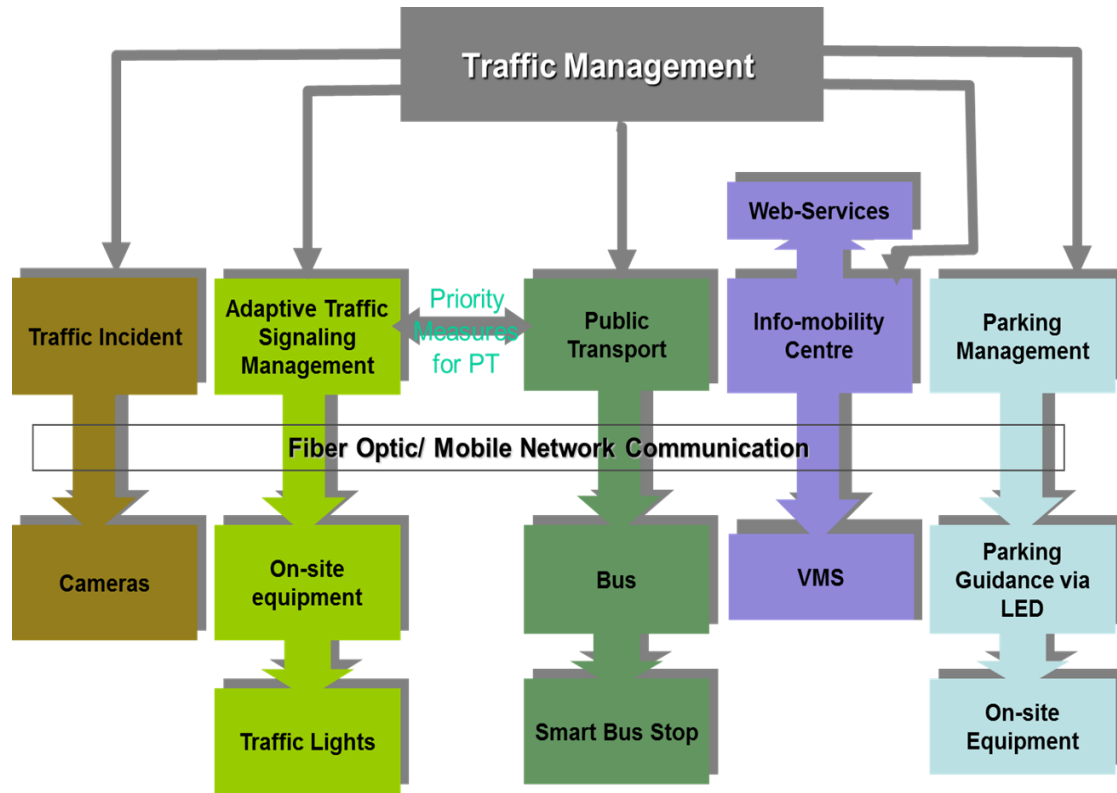 Traffic Management
Web-Services
Traffic Incident
Adaptive Traffic
Signaling
Management
Priority
Measures
for PT
Public
Transport
Info-mobility
Centre
Parking
Management
Fiber Optic/ Mobile Network Communication
Cameras
On-site
equipment
Bus
VMS
Parking
Guidance via
LED
Traffic Lights
Smart Bus Stop
On-site
Equipment